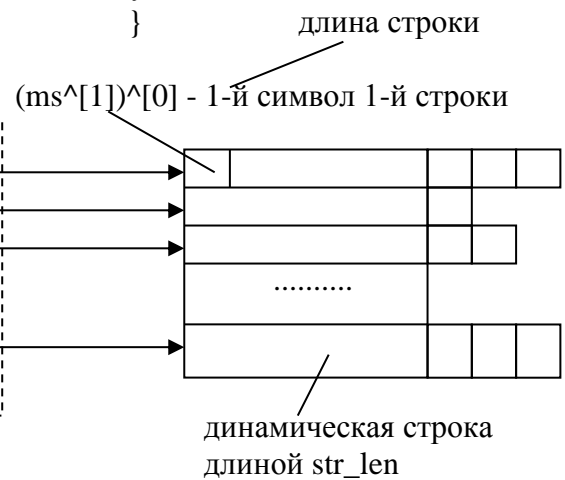 }
длина строки
(ms^[1])^[0] - 1-й символ 1-й строки
..........
динамическая строка
длиной str_len